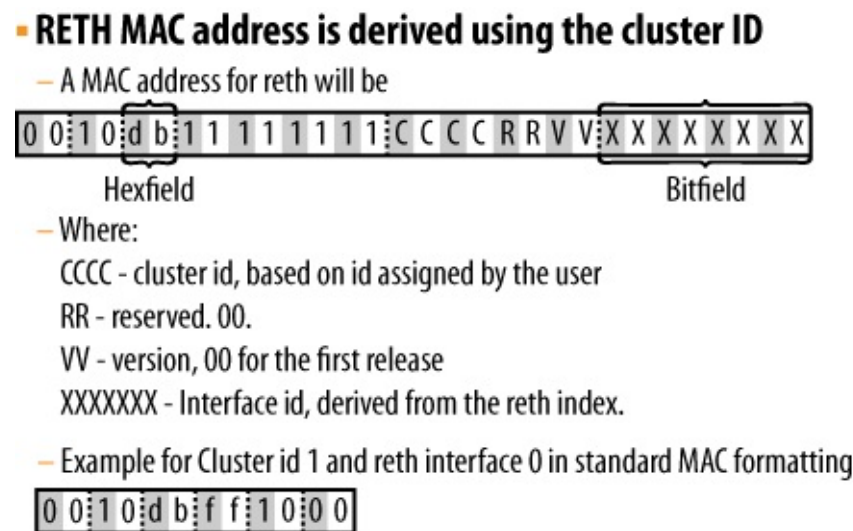 ▪ RETH MAC address is derived using the cluster ID
– A MAC address for reth will be
0 0 1 0 d b 1 1 1 1 1 1 1 1 C C C C R R V V X X X X X X X X
Hexfield Bitfield
– Where:
CCCC - cluster id, based on id assigned by the user
RR - reserved. 00.
VV - version, 00 for the first release
XXXXXXX - Interface id, derived from the reth index.
– Example for Cluster id 1 and reth interface 0 in standard MAC formatting
0 0 1 0 d b f f 1 0 0 0